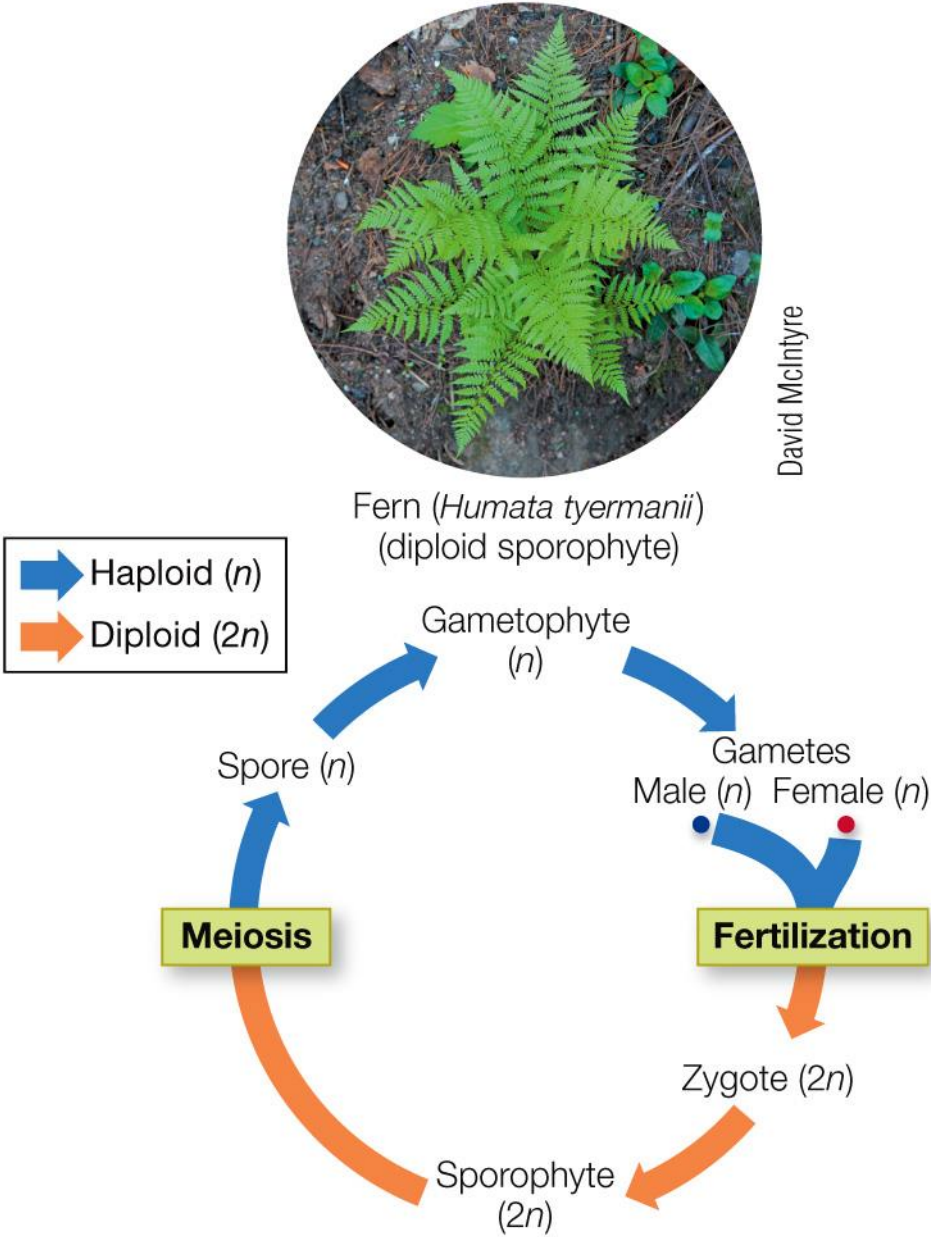 David McIntyre
Fern (Humata tyermanii)
(diploid sporophyte)
Haploid (n)
Diploid (2n)
Gametophyte
(n)
Gametes
Male (n) Female (n)
Spore (n)
Meiosis
Fertilization
Zygote (2n)
Sporophyte
(2n)